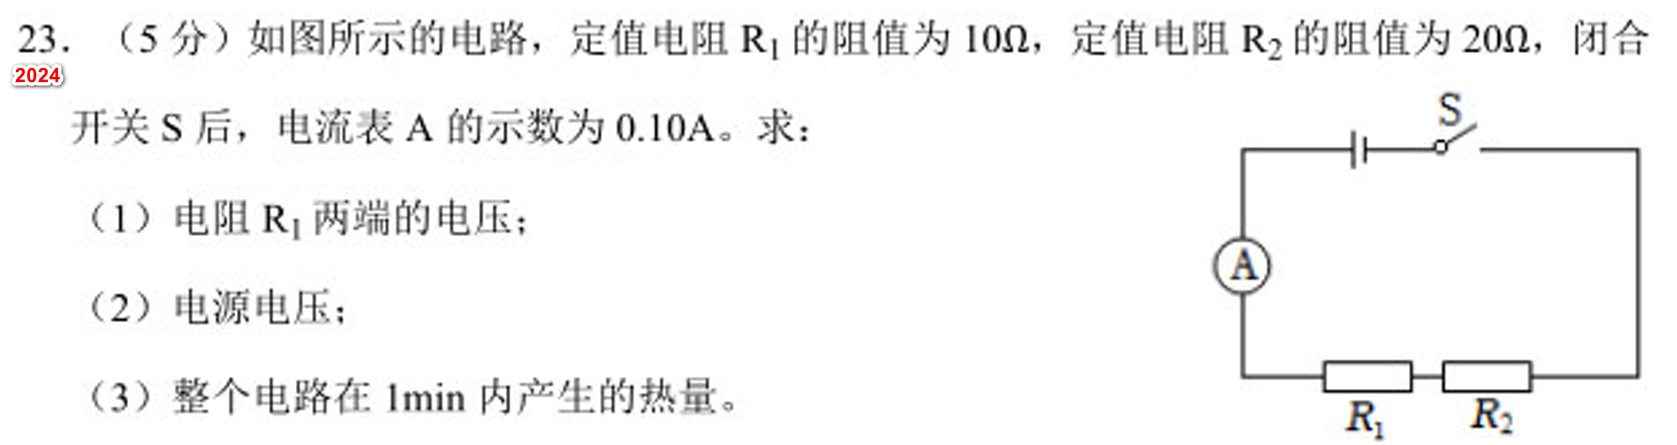 23. （5 分）如图所示的电路，定值电阻 R₁ 的阻值为 10Ω，定值电阻 R₂ 的阻值为 20Ω，闭合
2024
开关 S 后，电流表 A 的示数为 0.10A。求：
（1）电阻 R₁ 两端的电压；
（2）电源电压；
（3）整个电路在 1min 内产生的热量。
S
A
R₁
R₂